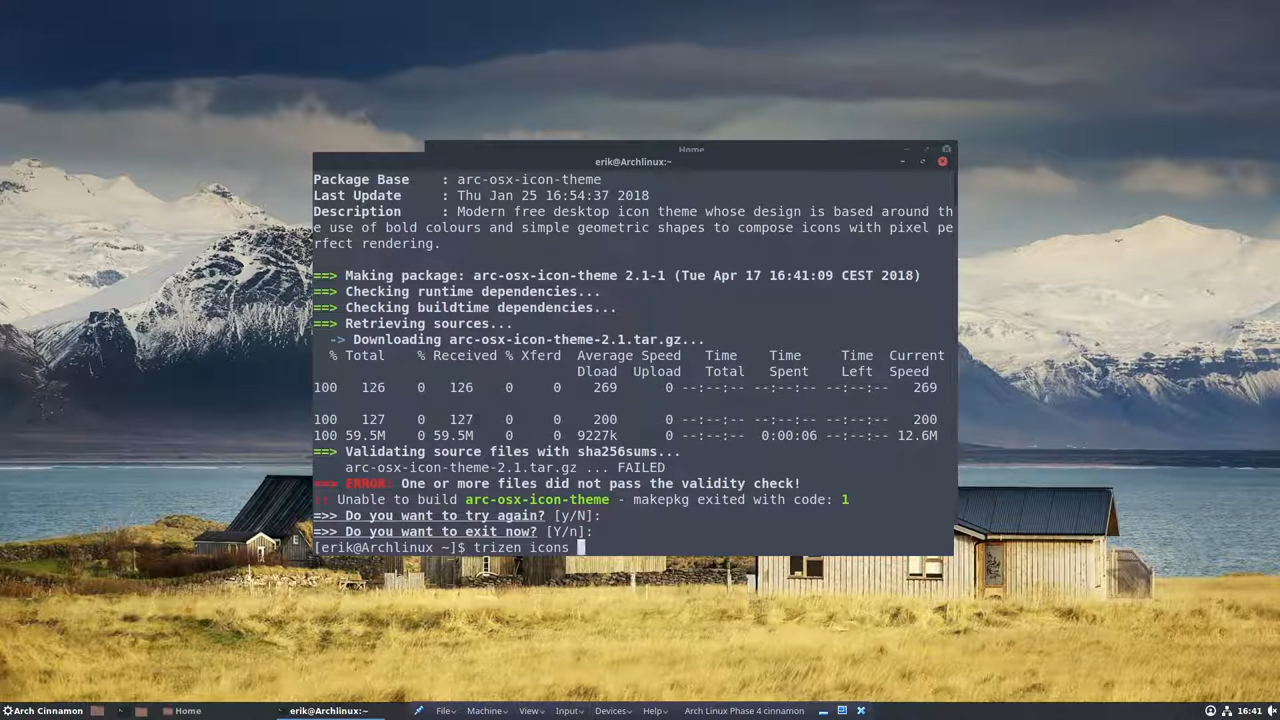 Home
erik@Archlinux:~
Package Base    : arc-osx-icon-theme
Last Update     : Thu Jan 25 16:54:37 2018
Description     : Modern free desktop icon theme whose design is based around th
e use of bold colours and simple geometric shapes to compose icons with pixel pe
rfect rendering.
==> Making package: arc-osx-icon-theme 2.1-1 (Tue Apr 17 16:41:09 CEST 2018)
==> Checking runtime dependencies...
==> Checking buildtime dependencies...
==> Retrieving sources...
  -> Downloading arc-osx-icon-theme-2.1.tar.gz...
  % Total    % Received % Xferd  Average Speed   Time    Time     Time  Current
                                 Dload  Upload   Total   Spent    Left  Speed
100   126    0   126    0     0    269      0 --:--:-- --:--:-- --:--:--   269
100   127    0   127    0     0    200      0 --:--:-- --:--:-- --:--:--   200
100 59.5M    0 59.5M    0     0  9227k      0 --:--:--  0:00:06 --:--:-- 12.6M
==> Validating source files with sha256sums...
    arc-osx-icon-theme-2.1.tar.gz ... FAILED
==> ERROR: One or more files did not pass the validity check!
:: Unable to build arc-osx-icon-theme - makepkg exited with code: 1
=>> Do you want to try again? [y/N]:
=>> Do you want to exit now? [Y/n]:
[erik@Archlinux ~]$ trizen icons
Arch Cinnamon Home erik@Archlinux:~ File Machine View Input Devices Help Arch Linux Phase 4 cinnamon 16:41